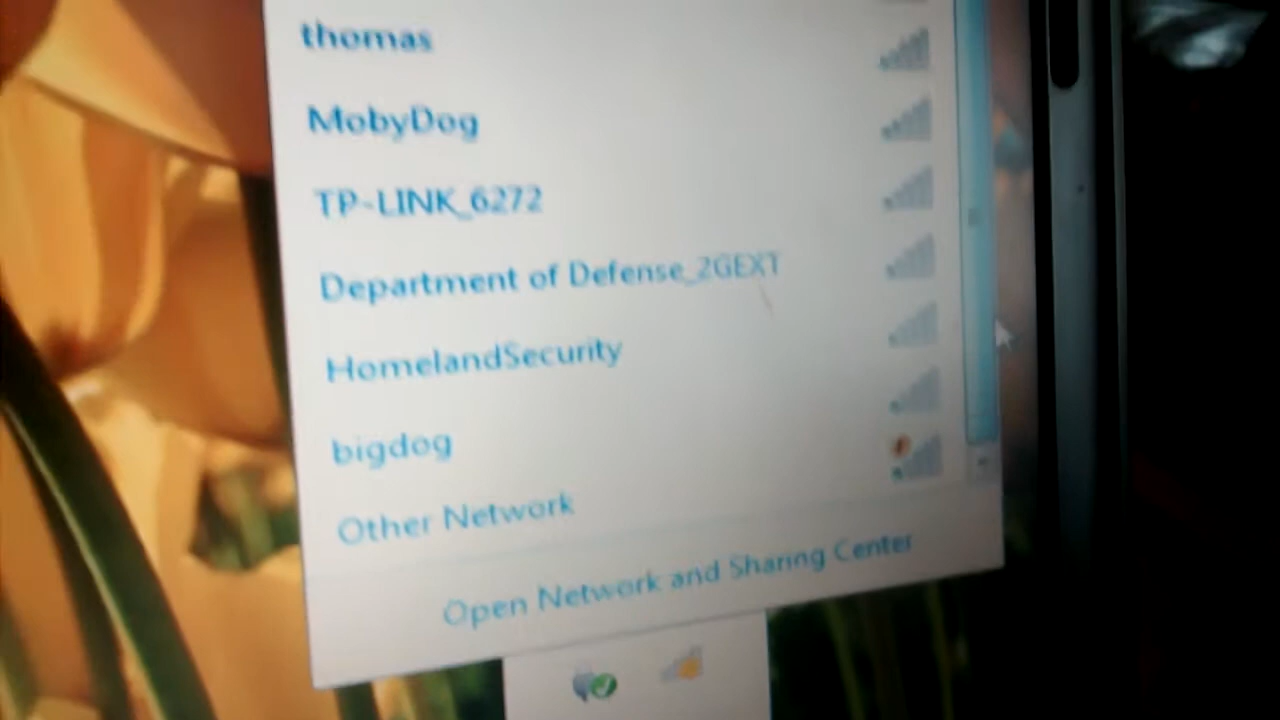 thomas
MobyDog
TP-LINK_6272
Department of Defense_2GEXT
HomelandSecurity
bigdog
Other Network
Open Network and Sharing Center